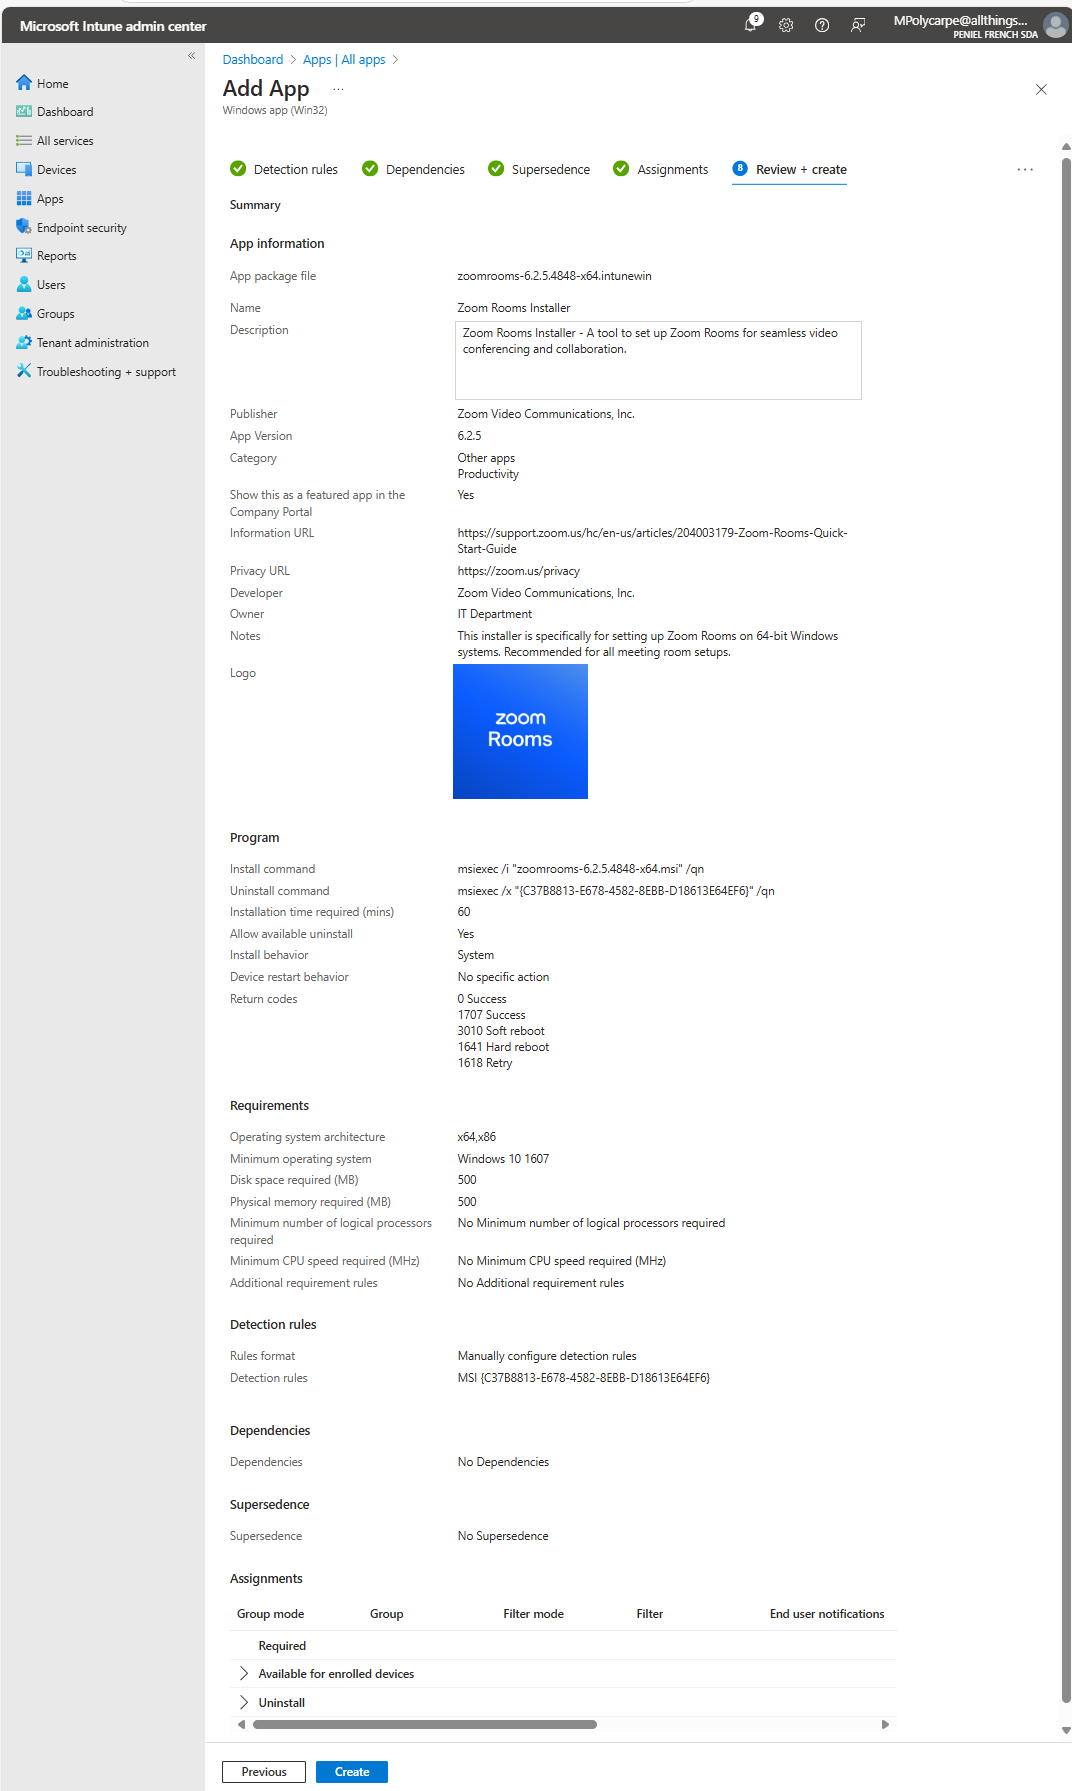 Microsoft Intune admin center
9
MPolycarpe@allthings...
PENIEL FRENCH SDA
Home
Dashboard
All services
Devices
Apps
Endpoint security
Reports
Users
Groups
Tenant administration
Troubleshooting + support
Dashboard > Apps | All apps >
Add App ...
Windows app (Win32)
Detection rules Dependencies Supersedence Assignments 8 Review + create ...
Summary
App information
App package file zoomrooms-6.2.5.4848-x64.intunewin
Name Zoom Rooms Installer
Description Zoom Rooms Installer - A tool to set up Zoom Rooms for seamless video
conferencing and collaboration.
Publisher Zoom Video Communications, Inc.
App Version 6.2.5
Category Other apps
Productivity
Show this as a featured app in the Yes
Company Portal
Information URL https://support.zoom.us/hc/en-us/articles/204003179-Zoom-Rooms-Quick-
Start-Guide
Privacy URL https://zoom.us/privacy
Developer Zoom Video Communications, Inc.
Owner IT Department
Notes This installer is specifically for setting up Zoom Rooms on 64-bit Windows
systems. Recommended for all meeting room setups.
Logo
zoom
Rooms
Program
Install command msiexec /i "zoomrooms-6.2.5.4848-x64.msi" /qn
Uninstall command msiexec /x "{C37B8813-E678-4582-8EBB-D18613E64EF6}" /qn
Installation time required (mins) 60
Allow available uninstall Yes
Install behavior System
Device restart behavior No specific action
Return codes 0 Success
1707 Success
3010 Soft reboot
1641 Hard reboot
1618 Retry
Requirements
Operating system architecture x64,x86
Minimum operating system Windows 10 1607
Disk space required (MB) 500
Physical memory required (MB) 500
Minimum number of logical processors No Minimum number of logical processors required
required
Minimum CPU speed required (MHz) No Minimum CPU speed required (MHz)
Additional requirement rules No Additional requirement rules
Detection rules
Rules format Manually configure detection rules
Detection rules MSI {C37B8813-E678-4582-8EBB-D18613E64EF6}
Dependencies
Dependencies No Dependencies
Supersedence
Supersedence No Supersedence
Assignments
Group mode Group Filter mode Filter End user notifications
Required
Available for enrolled devices
Uninstall
Previous Create